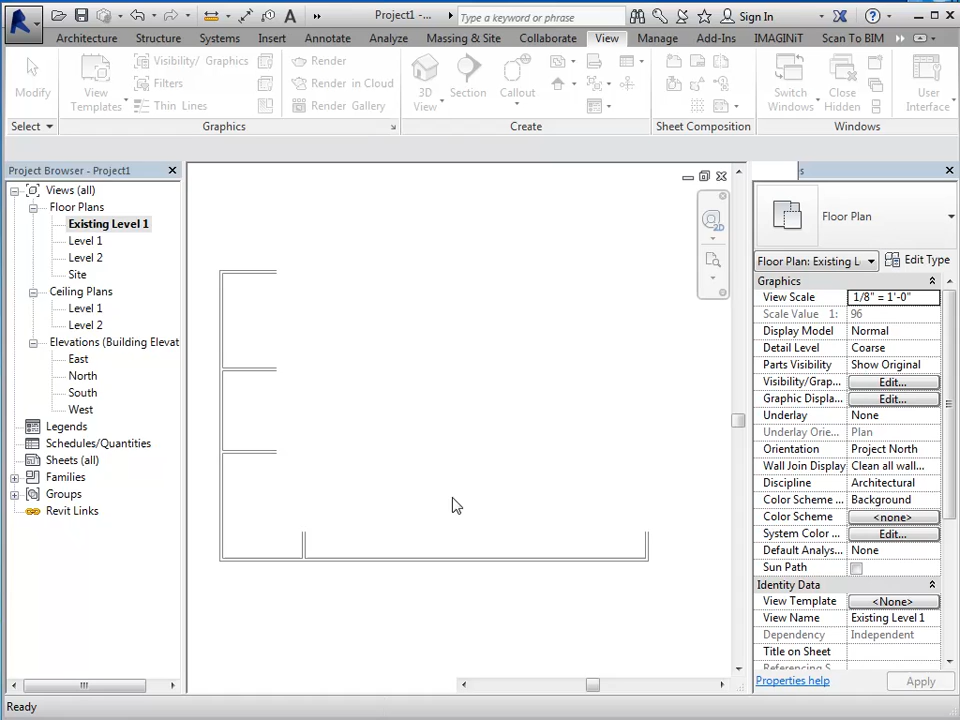 Project1 -...
Type a keyword or phrase
Sign In
Architecture
Structure
Systems
Insert
Annotate
Analyze
Massing & Site
Collaborate
View
Manage
Add-Ins
IMAGINiT
Scan To BIM
Modify
View
Templates
Visibility/ Graphics
Filters
Thin Lines
Render
Render in Cloud
Render Gallery
3D
View
Section
Callout
Switch
Windows
Close
Hidden
User
Interface
Select
Graphics
Create
Sheet Composition
Windows
Project Browser - Project1
Views (all)
Floor Plans
Existing Level 1
Level 1
Level 2
Site
Ceiling Plans
Level 1
Level 2
Elevations (Building Elevat
East
North
South
West
Legends
Schedules/Quantities
Sheets (all)
Families
Groups
Revit Links
2D
s
Floor Plan
Floor Plan: Existing L
Edit Type
Graphics
View Scale 1/8" = 1'-0"
Scale Value 1: 96
Display Model Normal
Detail Level Coarse
Parts Visibility Show Original
Visibility/Grap... Edit...
Graphic Displa... Edit...
Underlay None
Underlay Orie... Plan
Orientation Project North
Wall Join Display Clean all wall...
Discipline Architectural
Color Scheme ... Background
Color Scheme <none>
System Color ... Edit...
Default Analys... None
Sun Path
Identity Data
View Template <None>
View Name Existing Level 1
Dependency Independent
Title on Sheet
Properties help
Apply
Ready